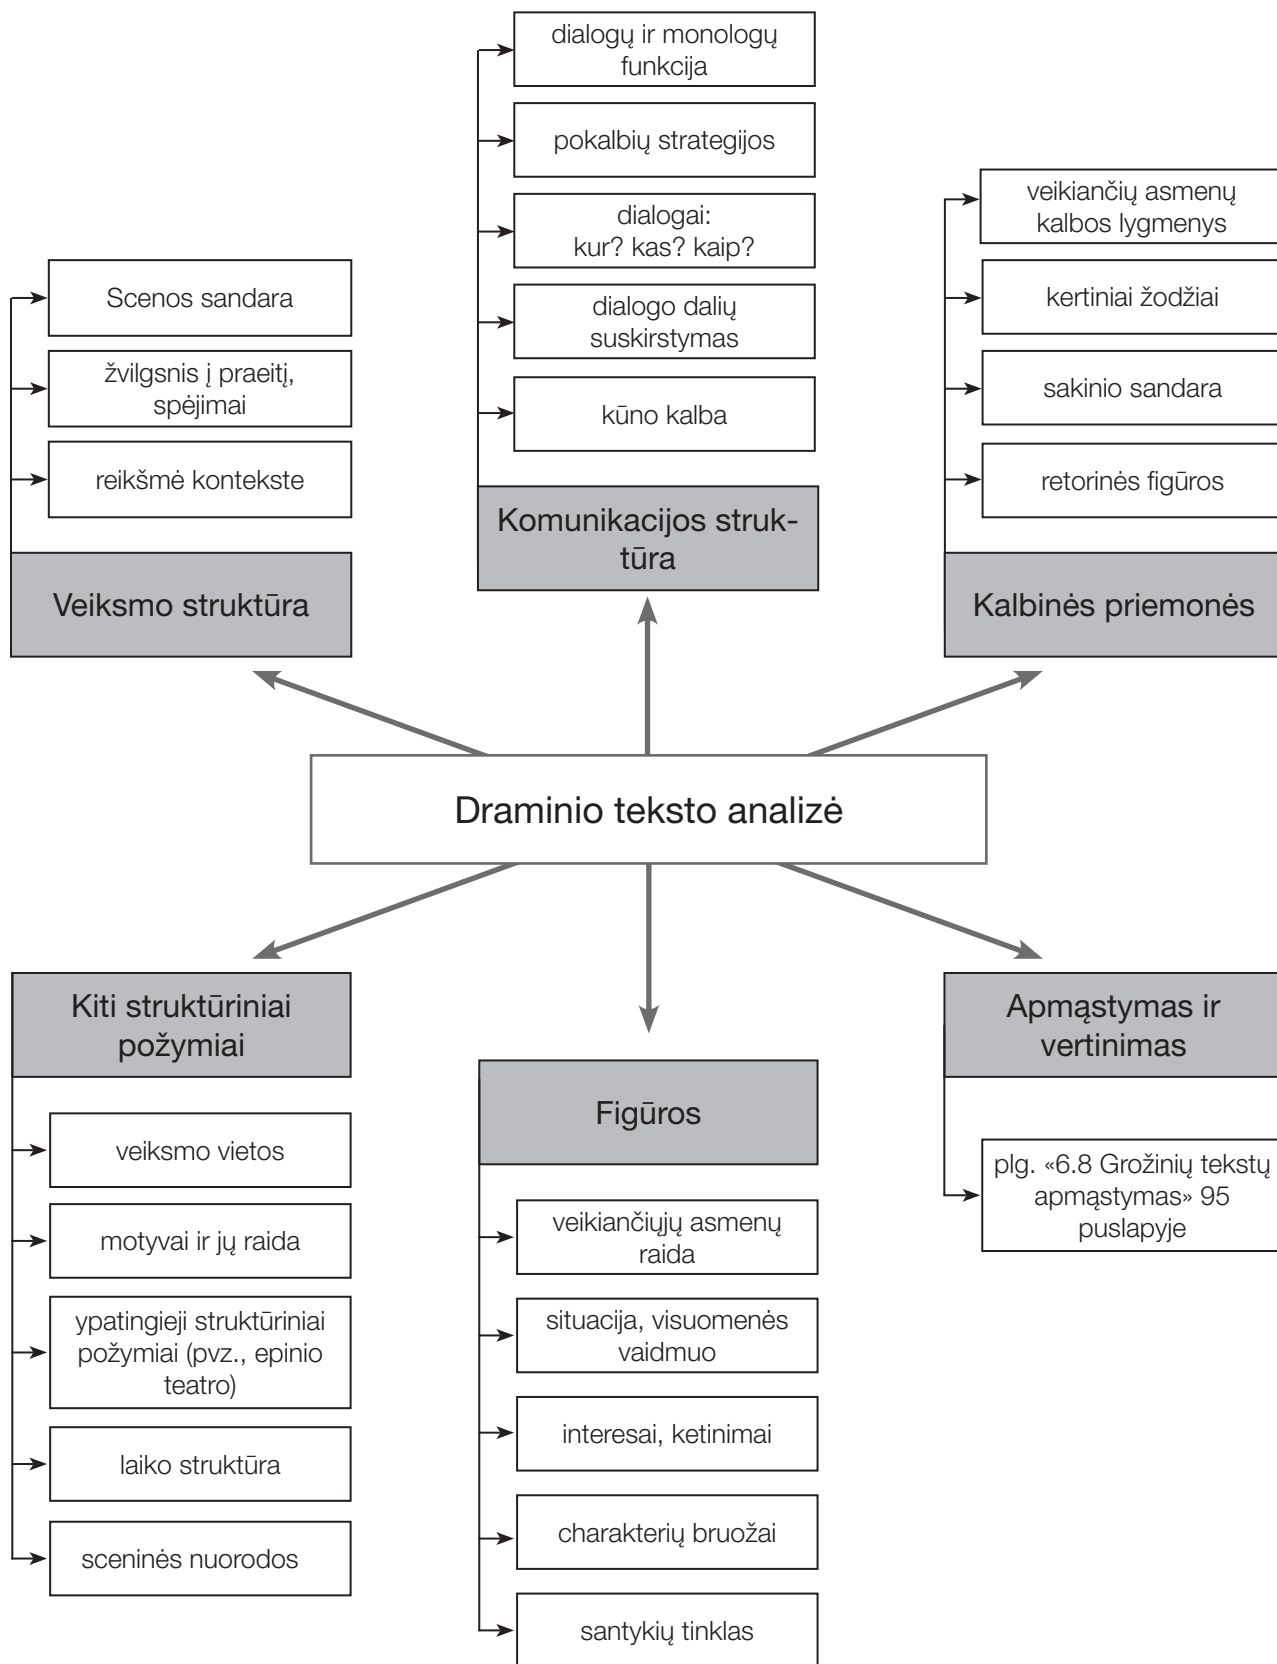 dialogų ir monologų
funkcija
pokalbių strategijos
dialogai:
kur? kas? kaip?
dialogo dalių
suskirstymas
kūno kalba
Komunikacijos struk-
tūra
Scenos sandara
žvilgsnis į praeitį,
spėjimai
reikšmė kontekste
Veiksmo struktūra
veikiančių asmenų
kalbos lygmenys
kertiniai žodžiai
sakinio sandara
retorinės figūros
Kalbinės priemonės
Draminio teksto analizė
Kiti struktūriniai
požymiai
veiksmo vietos
motyvai ir jų raida
ypatingieji struktūriniai
požymiai (pvz., epinio
teatro)
laiko struktūra
sceninės nuorodos
Figūros
veikiančiųjų asmenų
raida
situacija, visuomenės
vaidmuo
interesai, ketinimai
charakterių bruožai
santykių tinklas
Apmąstymas ir
vertinimas
plg. «6.8 Grožinių tekstų
apmąstymas» 95
puslapyje